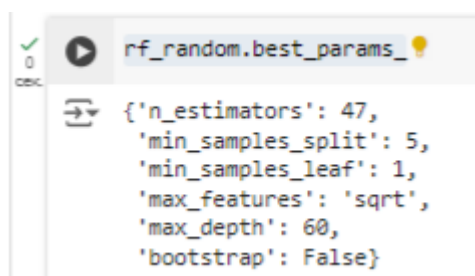 rf_random.best_params_
0
сек.
{'n_estimators': 47,
 'min_samples_split': 5,
 'min_samples_leaf': 1,
 'max_features': 'sqrt',
 'max_depth': 60,
 'bootstrap': False}